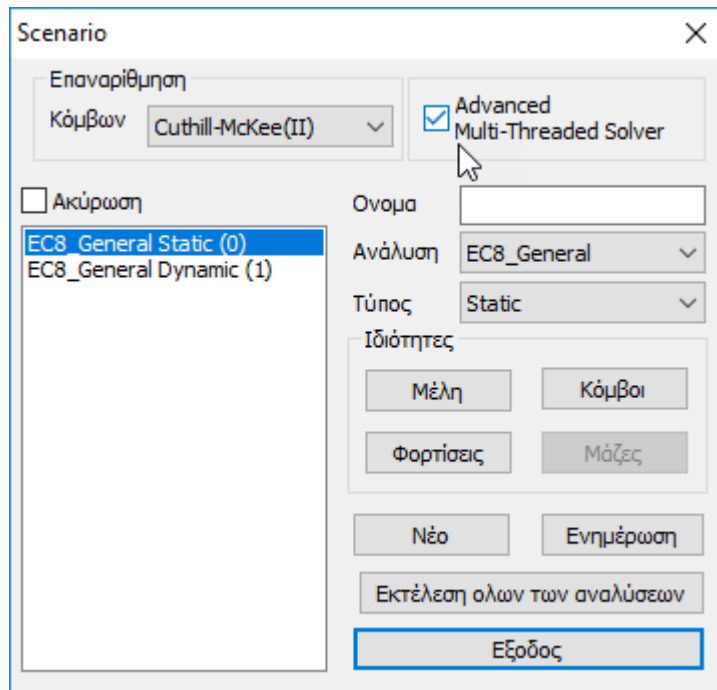 Scenario
Επαναρίθμηση
Κόμβων
Cuthill-McKee(II)
Advanced
Multi-Threaded Solver
Ακύρωση
EC8_General Static (0)
EC8_General Dynamic (1)
Ονομα
Ανάλυση
EC8_General
Τύπος
Static
Ιδιότητες
Μέλη
Κόμβοι
Φορτίσεις
Μάζες
Νέο
Ενημέρωση
Εκτέλεση ολων των αναλύσεων
Εξοδος